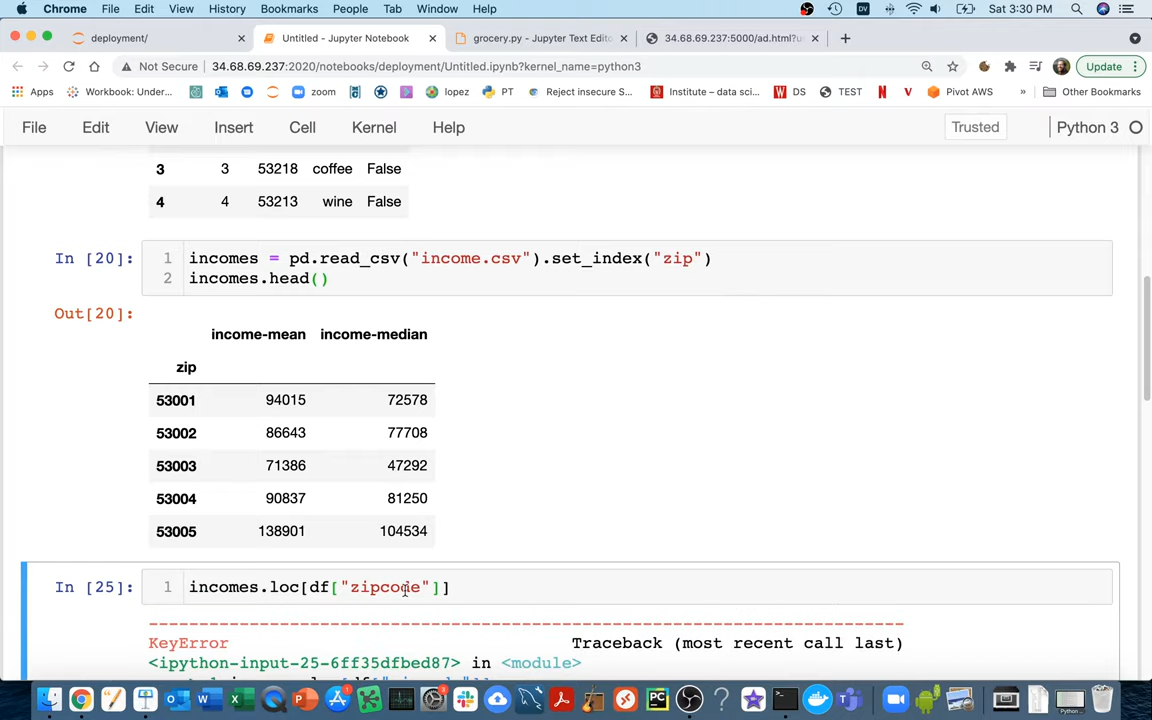 Chrome File Edit View History Bookmarks People Tab Window Help Sat 3:30 PM
deployment/ Untitled - Jupyter Notebook grocery.py - Jupyter Text Edito 34.68.69.237:5000/ad.html?u
Not Secure 34.68.69.237:2020/notebooks/deployment/Untitled.ipynb?kernel_name=python3 Update
Apps Workbook: Under... zoom lopez PT Reject insecure S... Institute – data sci... DS TEST Pivot AWS » Other Bookmarks
File Edit View Insert Cell Kernel Help Trusted Python 3
3 3 53218 coffee False
4 4 53213 wine False
In [20]: 1 incomes = pd.read_csv("income.csv").set_index("zip")
2 incomes.head()
Out[20]:
income-mean income-median
zip
53001 94015 72578
53002 86643 77708
53003 71386 47292
53004 90837 81250
53005 138901 104534
In [25]: 1 incomes.loc[df["zipcode"]]
KeyError Traceback (most recent call last)
<ipython-input-25-6ff35dfbed87> in <module>